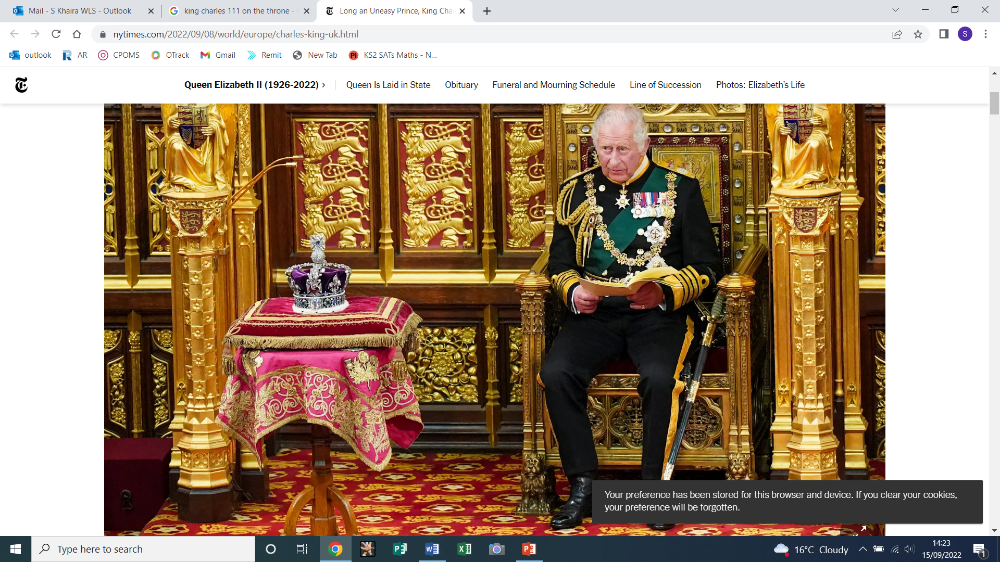 Mail - S Khaira WLS - Outlook
king charles 111 on the throne -
Long an Uneasy Prince, King Cha
nytimes.com/2022/09/08/world/europe/charles-king-uk.html
S
outlook
AR
CPOMS
OTrack
Gmail
Remit
New Tab
Pi
KS2 SATs Maths - N...
Queen Elizabeth II (1926-2022) ›
Queen Is Laid in State
Obituary
Funeral and Mourning Schedule
Line of Succession
Photos: Elizabeth's Life
Your preference has been stored for this browser and device. If you clear your cookies,
your preference will be forgotten.
Type here to search
16°C Cloudy
14:23
15/09/2022
1